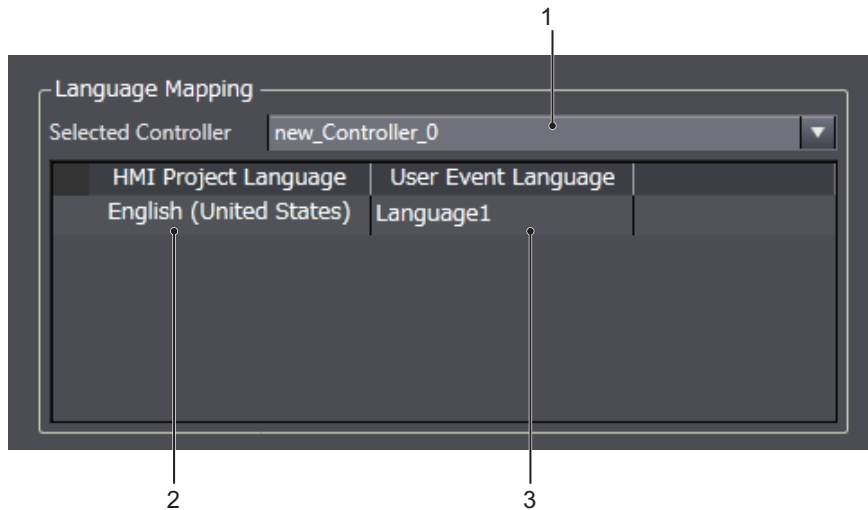 1
Language Mapping
Selected Controller new_Controller_0
HMI Project Language User Event Language
English (United States) Language1
2 3